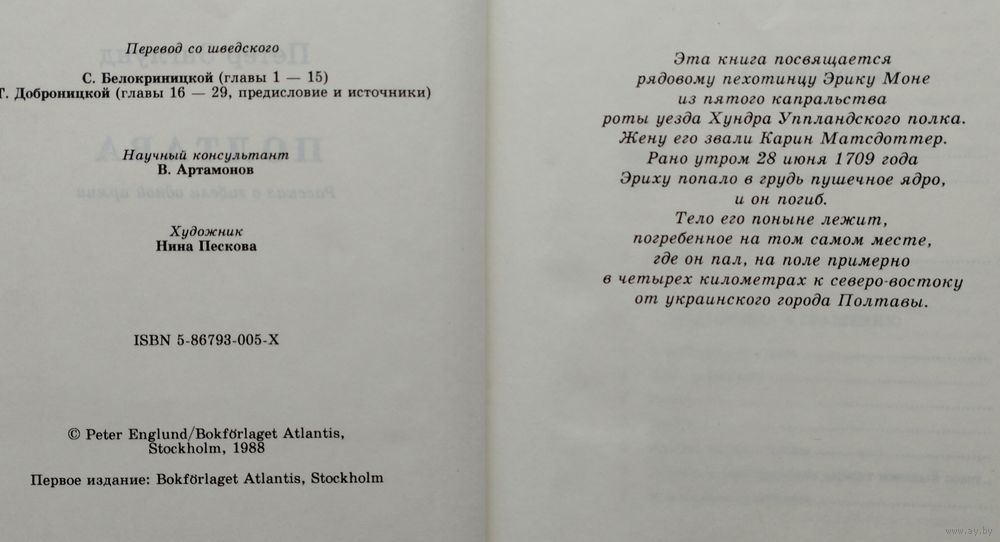 Перевод со шведского
С. Белокриницкой (главы 1 — 15)
Т. Доброницкой (главы 16 — 29, предисловие и источники)
Научный консультант
В. Артамонов
Художник
Нина Пескова
ISBN 5-86793-005-X
© Peter Englund/Bokförlaget Atlantis,
Stockholm, 1988
Первое издание: Bokförlaget Atlantis, Stockholm
Эта книга посвящается
рядовому пехотинцу Эрику Моне
из пятого капральства
роты уезда Хундра Уппландского полка.
Жену его звали Карин Матсдоттер.
Рано утром 28 июня 1709 года
Эриху попало в грудь пушечное ядро,
и он погиб.
Тело его поныне лежит,
погребенное на том самом месте,
где он пал, на поле примерно
в четырех километрах к северо-востоку
от украинского города Полтавы.
www.ay.by